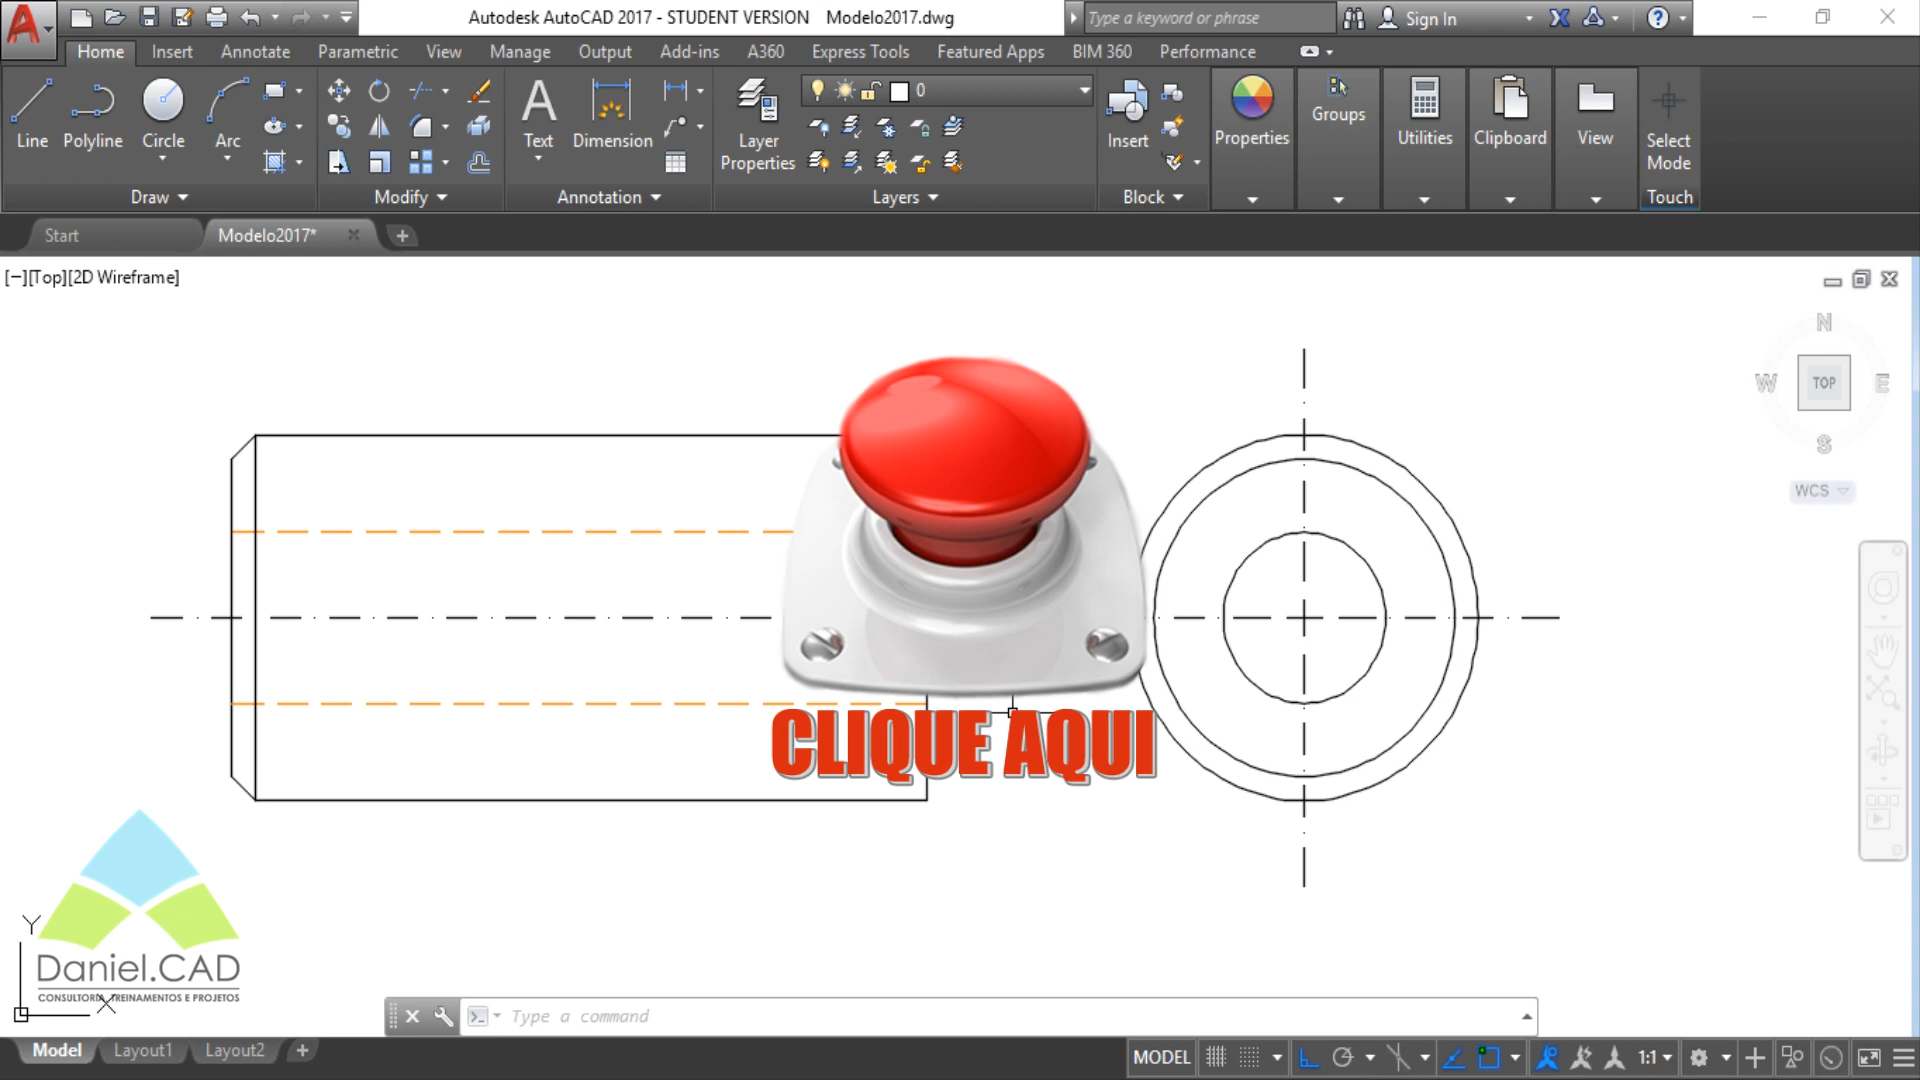 Autodesk AutoCAD 2017 - STUDENT VERSION Modelo2017.dwg
Type a keyword or phrase
Sign In
Home Insert Annotate Parametric View Manage Output Add-ins A360 Express Tools Featured Apps BIM 360 Performance
0
Line Polyline Circle Arc
Text Dimension
Layer
Properties
Insert
Properties
Groups
Utilities
Clipboard
View
Select
Mode
Draw Modify Annotation Layers Block Touch
Start Modelo2017*
[−][Top][2D Wireframe]
N
W TOP E
S
WCS
CLIQUE AQUI
Y
Daniel.CAD
CONSULTORIA, TREINAMENTOS E PROJETOS
X
Type a command
Model Layout1 Layout2
MODEL 1:1